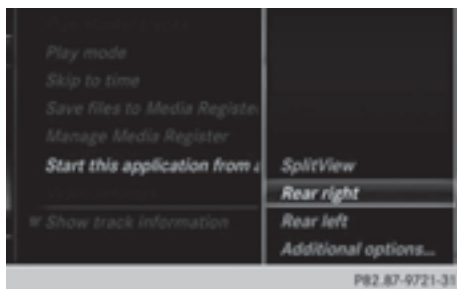 Play mode
Skip to time
Save files to Media Registe
Manage Media Register
Start this application from a
Show track information
SplitView
Rear right
Rear left
Additional options...
P82.87-9721-31